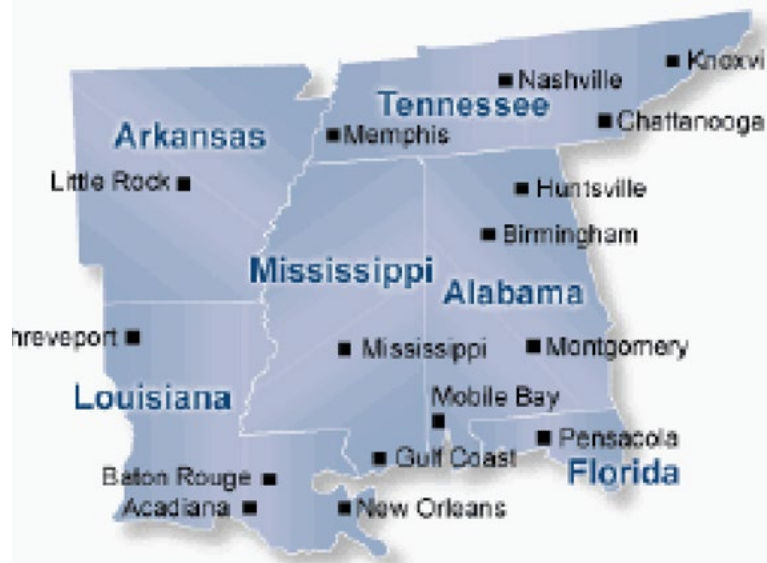 Knoxvi
Nashville
Tennessee
Chattanooga
Memphis
Arkansas
Little Rock
Huntsville
Birmingham
Mississippi
Alabama
hreveport
Mississippi
Montgomery
Louisiana
Mobile Bay
Pensacola
Gulf Coast
Florida
Baton Rouge
Acadiana
New Orleans